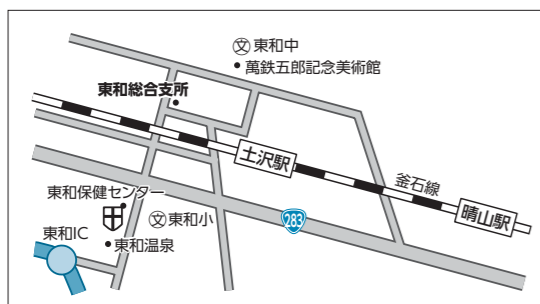 文 東和中
萬鉄五郎記念美術館
東和総合支所
土沢駅
釜石線
晴山駅
東和保健センター
文 東和小
283
東和IC
東和温泉